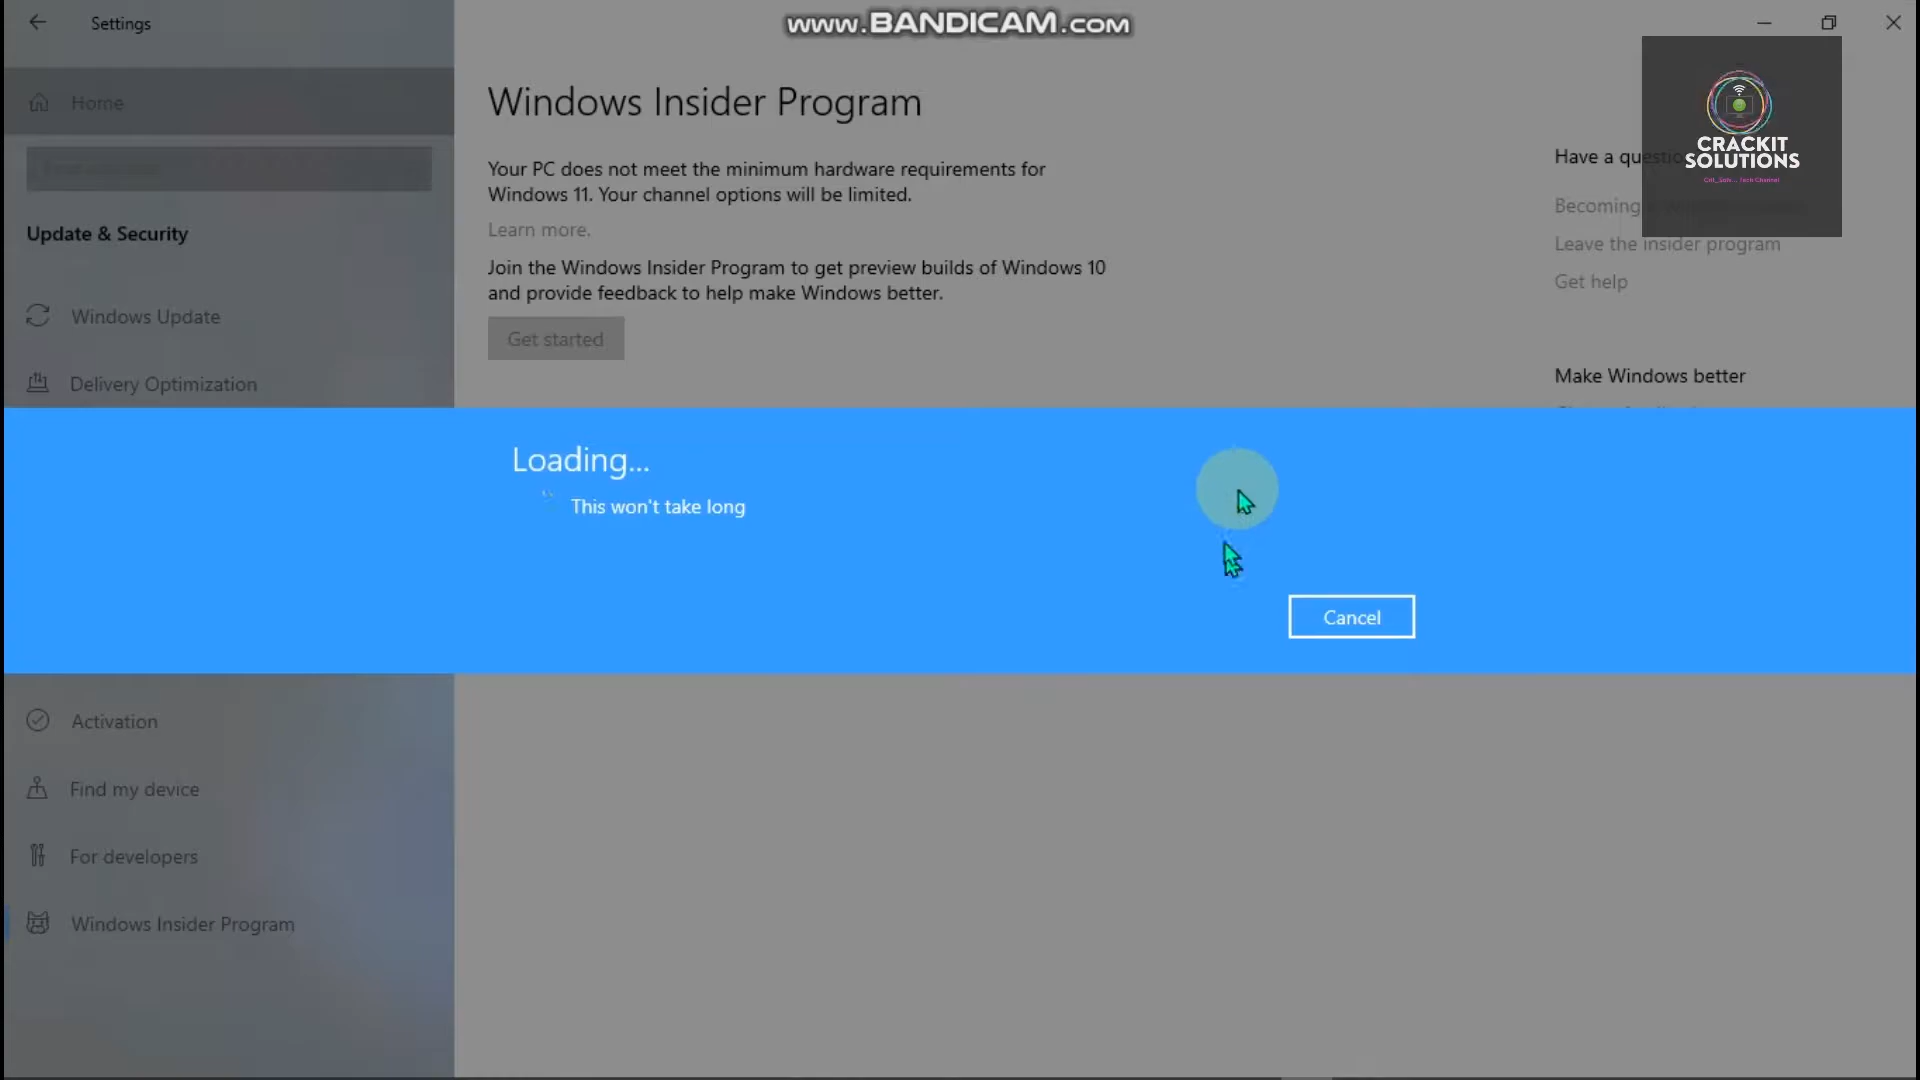 Settings
www.BANDICAM.com
Home
Update & Security
Windows Update
Delivery Optimization
Activation
Find my device
For developers
Windows Insider Program
Windows Insider Program
Your PC does not meet the minimum hardware requirements for
Windows 11. Your channel options will be limited.
Learn more.
Join the Windows Insider Program to get preview builds of Windows 10
and provide feedback to help make Windows better.
Get started
Loading...
This won't take long
Cancel
Have a
Becoming
Leave the insider program
Get help
Make Windows better
CRACKIT
SOLUTIONS